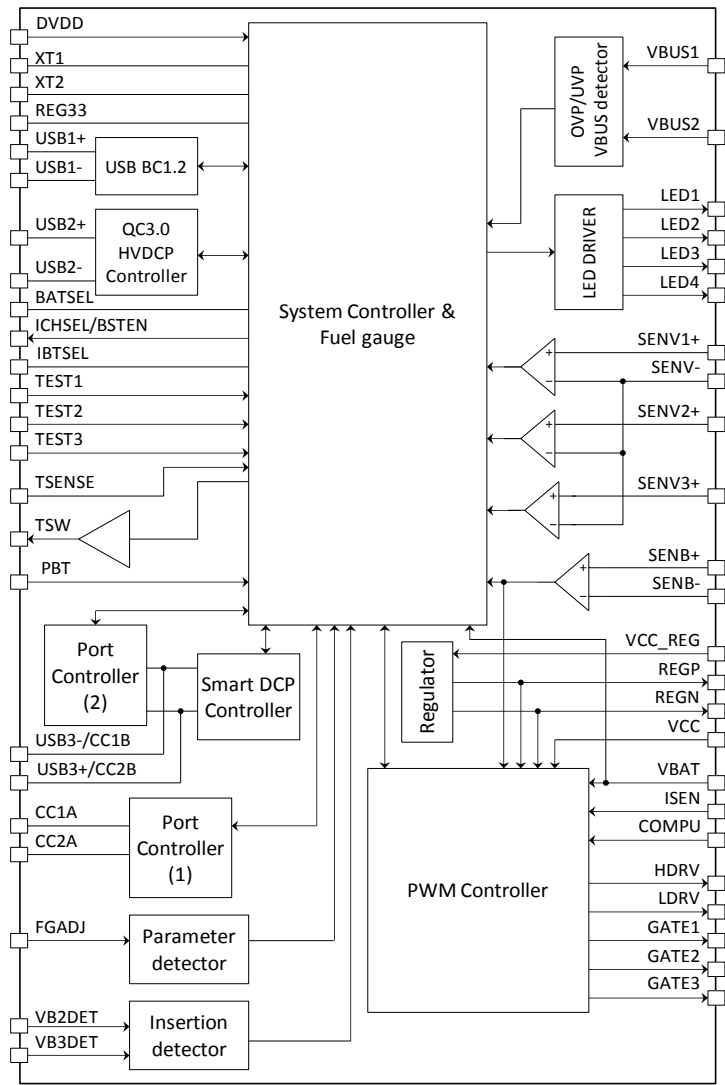 DVDD
XT1
XT2
REG33
USB1+
USB1-
USB BC1.2
USB2+
USB2-
QC3.0
HVDCP
Controller
BATSEL
ICHSEL/BSTEN
IBTSEL
TEST1
TEST2
TEST3
TSENSE
TSW
PBT
Port
Controller
(2)
Smart DCP
Controller
USB3-/CC1B
USB3+/CC2B
CC1A
CC2A
Port
Controller
(1)
FGADJ
Parameter
detector
VB2DET
VB3DET
Insertion
detector
System Controller &
Fuel gauge
OVP/UVP
VBUS detector
VBUS1
VBUS2
LED DRIVER
LED1
LED2
LED3
LED4
SENV1+
SENV-
+
−
SENV2+
+
−
SENV3+
+
−
SENB+
SENB-
+
−
Regulator
VCC_REG
REGP
REGN
VCC
VBAT
ISEN
COMPU
PWM Controller
HDRV
LDRV
GATE1
GATE2
GATE3